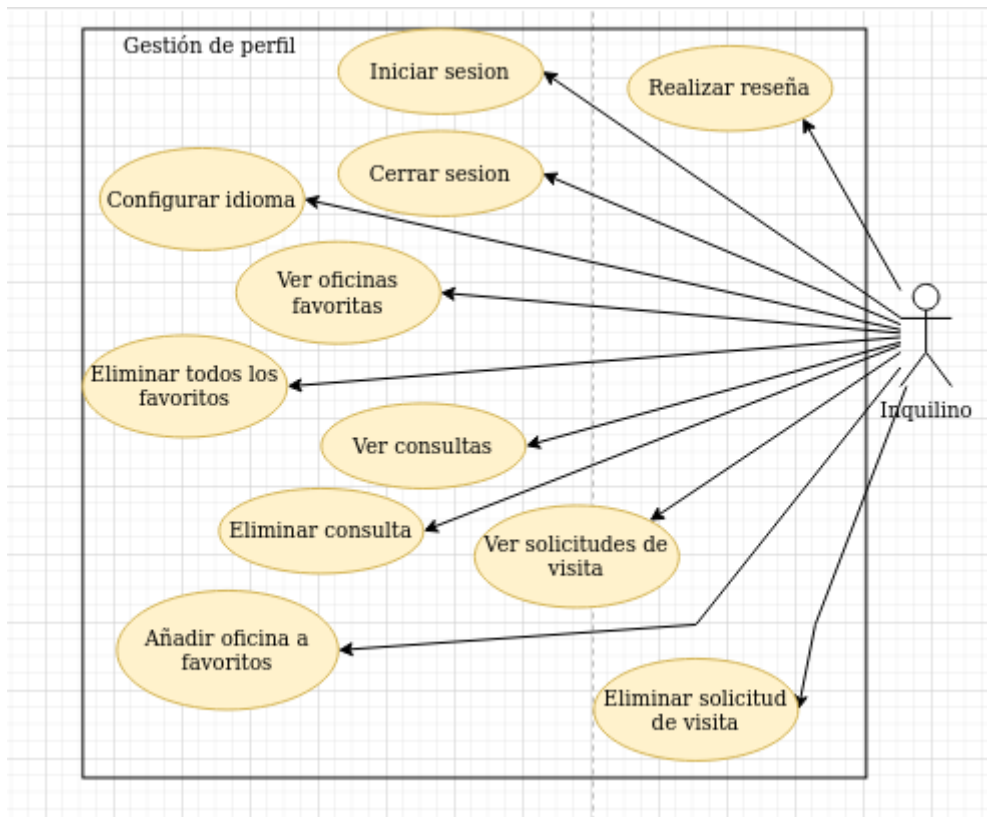 Gestión de perfil
Iniciar sesion
Realizar reseña
Cerrar sesion
Configurar idioma
Ver oficinas
favoritas
Eliminar todos los
favoritos
Inquilino
Ver consultas
Eliminar consulta
Ver solicitudes de
visita
Añadir oficina a
favoritos
Eliminar solicitud
de visita